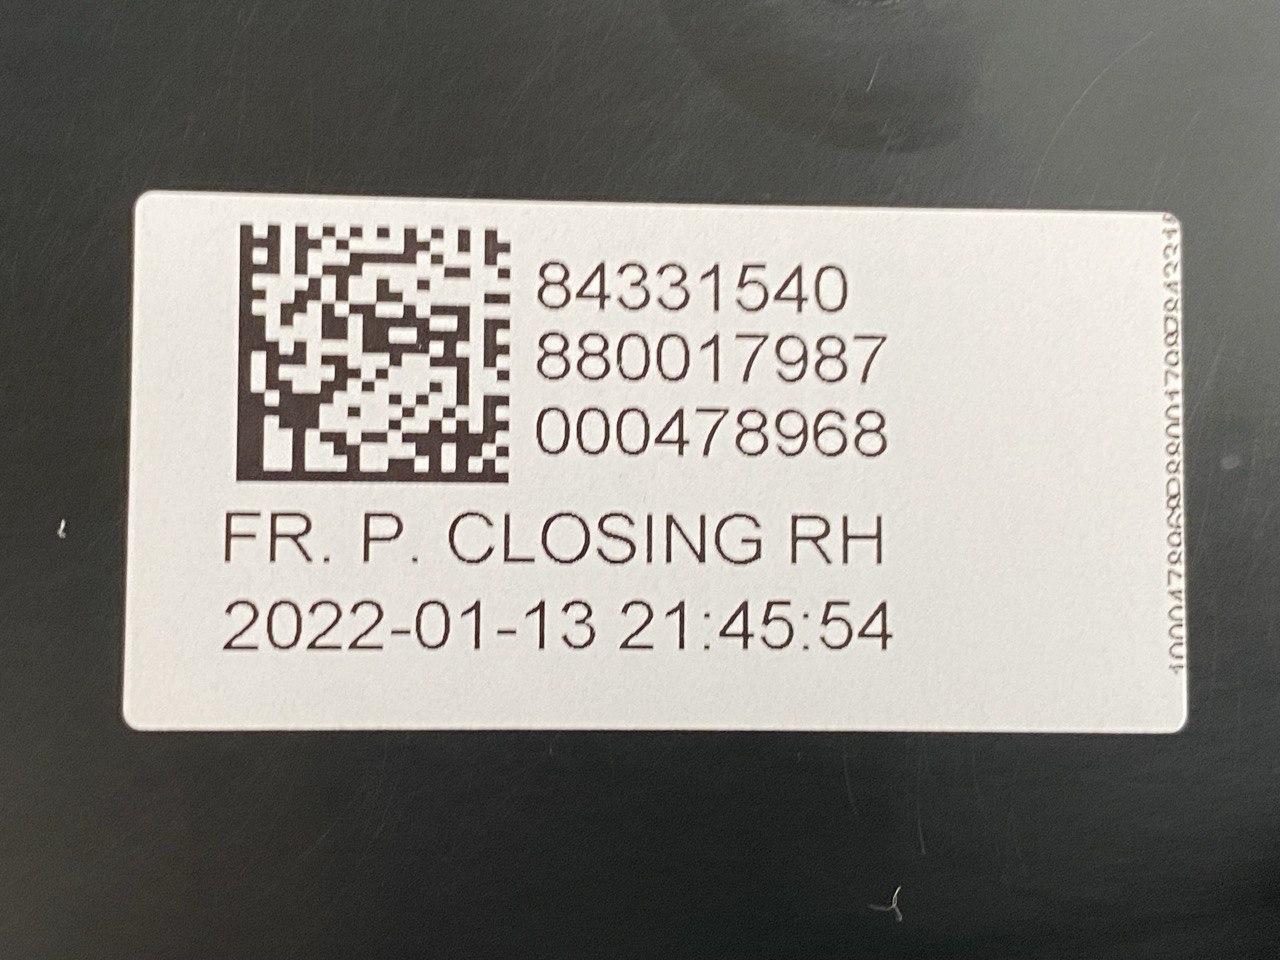 84331540
880017987
000478968
FR. P. CLOSING RH
2022-01-13 21:45:54